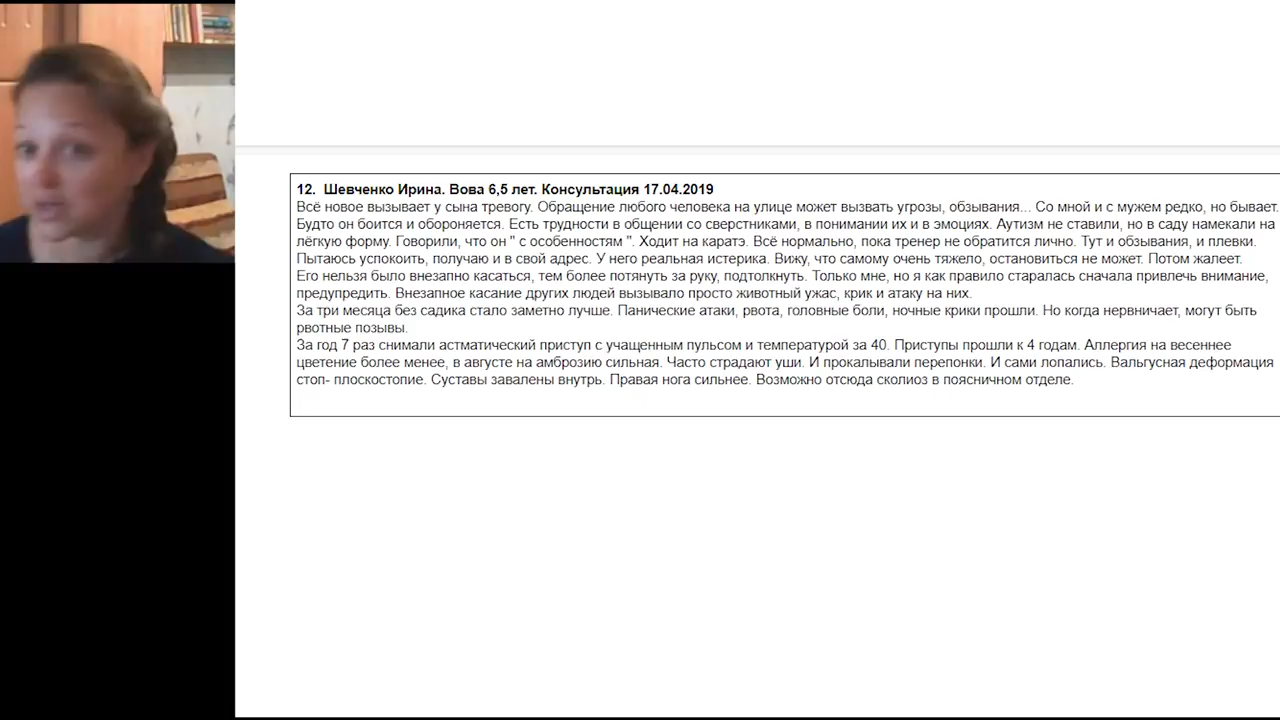 12. Шевченко Ирина. Вова 6,5 лет. Консультация 17.04.2019
Всё новое вызывает у сына тревогу. Обращение любого человека на улице может вызвать угрозы, обзывания... Со мной и с мужем редко, но бывает.
Будто он боится и обороняется. Есть трудности в общении со сверстниками, в понимании их и в эмоциях. Аутизм не ставили, но в саду намекали на
лёгкую форму. Говорили, что он " с особенностям ". Ходит на каратэ. Всё нормально, пока тренер не обратится лично. Тут и обзывания, и плевки.
Пытаюсь успокоить, получаю и в свой адрес. У него реальная истерика. Вижу, что самому очень тяжело, остановиться не может. Потом жалеет.
Его нельзя было внезапно касаться, тем более потянуть за руку, подтолкнуть. Только мне, но я как правило старалась сначала привлечь внимание,
предупредить. Внезапное касание других людей вызывало просто животный ужас, крик и атаку на них.
За три месяца без садика стало заметно лучше. Панические атаки, рвота, головные боли, ночные крики прошли. Но когда нервничает, могут быть
рвотные позывы.
За год 7 раз снимали астматический приступ с учащенным пульсом и температурой за 40. Приступы прошли к 4 годам. Аллергия на весеннее
цветение более менее, в августе на амброзию сильная. Часто страдают уши. И прокалывали перепонки. И сами лопались. Вальгусная деформация
стоп- плоскостопие. Суставы завалены внутрь. Правая нога сильнее. Возможно отсюда сколиоз в поясничном отделе.